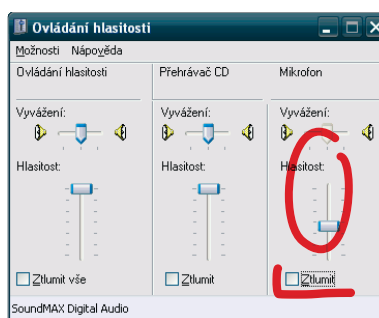 Ovládání hlasitosti
Možnosti Nápověda
Ovládání hlasitosti Přehrávač CD Mikrofon
Vyvážení: Vyvážení: Vyvážení:
Hlasitost: Hlasitost: Hlasitost:
Ztlumit vše Ztlumit Ztlumit
SoundMAX Digital Audio